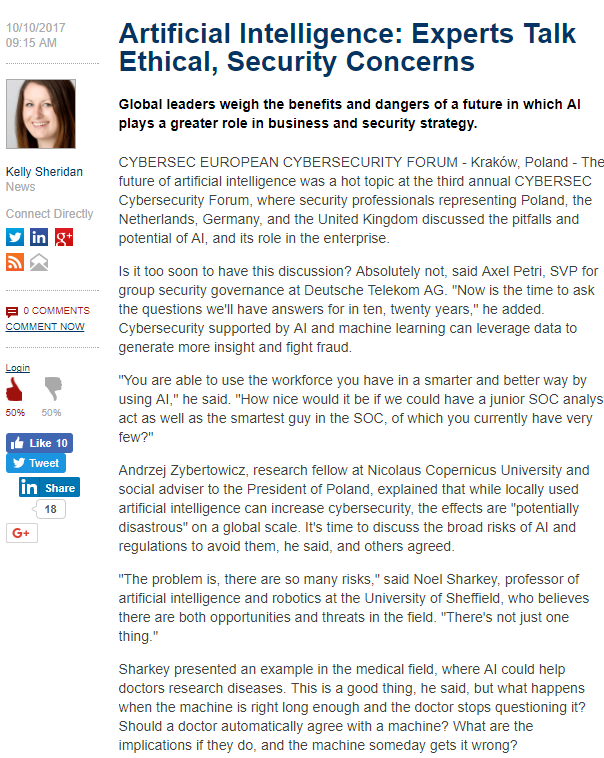 10/10/2017
09:15 AM
Kelly Sheridan
News
Connect Directly
in
g+
0 COMMENTS
COMMENT NOW
Login
50%
50%
Like 10
Tweet
in Share
18
G+
Artificial Intelligence: Experts Talk
Ethical, Security Concerns
Global leaders weigh the benefits and dangers of a future in which AI
plays a greater role in business and security strategy.
CYBERSEC EUROPEAN CYBERSECURITY FORUM - Kraków, Poland - The
future of artificial intelligence was a hot topic at the third annual CYBERSEC
Cybersecurity Forum, where security professionals representing Poland, the
Netherlands, Germany, and the United Kingdom discussed the pitfalls and
potential of AI, and its role in the enterprise.
Is it too soon to have this discussion? Absolutely not, said Axel Petri, SVP for
group security governance at Deutsche Telekom AG. "Now is the time to ask
the questions we'll have answers for in ten, twenty years," he added.
Cybersecurity supported by AI and machine learning can leverage data to
generate more insight and fight fraud.
"You are able to use the workforce you have in a smarter and better way by
using AI," he said. "How nice would it be if we could have a junior SOC analys
act as well as the smartest guy in the SOC, of which you currently have very
few?"
Andrzej Zybertowicz, research fellow at Nicolaus Copernicus University and
social adviser to the President of Poland, explained that while locally used
artificial intelligence can increase cybersecurity, the effects are "potentially
disastrous" on a global scale. It's time to discuss the broad risks of AI and
regulations to avoid them, he said, and others agreed.
"The problem is, there are so many risks," said Noel Sharkey, professor of
artificial intelligence and robotics at the University of Sheffield, who believes
there are both opportunities and threats in the field. "There's not just one
thing."
Sharkey presented an example in the medical field, where AI could help
doctors research diseases. This is a good thing, he said, but what happens
when the machine is right long enough and the doctor stops questioning it?
Should a doctor automatically agree with a machine? What are the
implications if they do, and the machine someday gets it wrong?